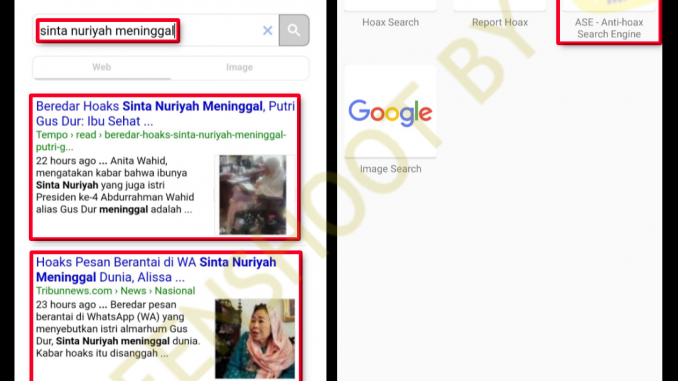 sinta nuriyah meninggal
Web
Image
Beredar Hoaks Sinta Nuriyah Meninggal, Putri
Gus Dur: Ibu Sehat ...
Tempo › read › beredar-hoaks-sinta-nuriyah-meninggal-
putri-g...
22 hours ago ... Anita Wahid,
mengatakan kabar bahwa ibunya
Sinta Nuriyah yang juga istri
Presiden ke-4 Abdurrahman Wahid
alias Gus Dur meninggal adalah ...
Hoaks Pesan Berantai di WA Sinta Nuriyah
Meninggal Dunia, Alissa ...
Tribunnews.com › News › Nasional
23 hours ago ... Beredar pesan
berantai di WhatsApp (WA) yang
menyebutkan istri almarhum Gus
Dur, Sinta Nuriyah meninggal dunia.
Kabar hoaks itu disanggah ...
Hoax Search
Report Hoax
ASE - Anti-hoax
Search Engine
Google
Image Search
EENSHOOT BY